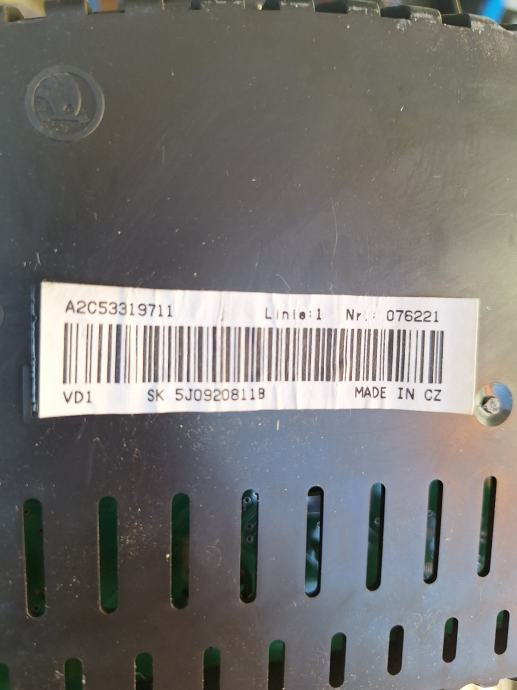 A2C53319711 Linie:1 Nr.: 076221
VD1 SK 5J0920811B MADE IN CZ